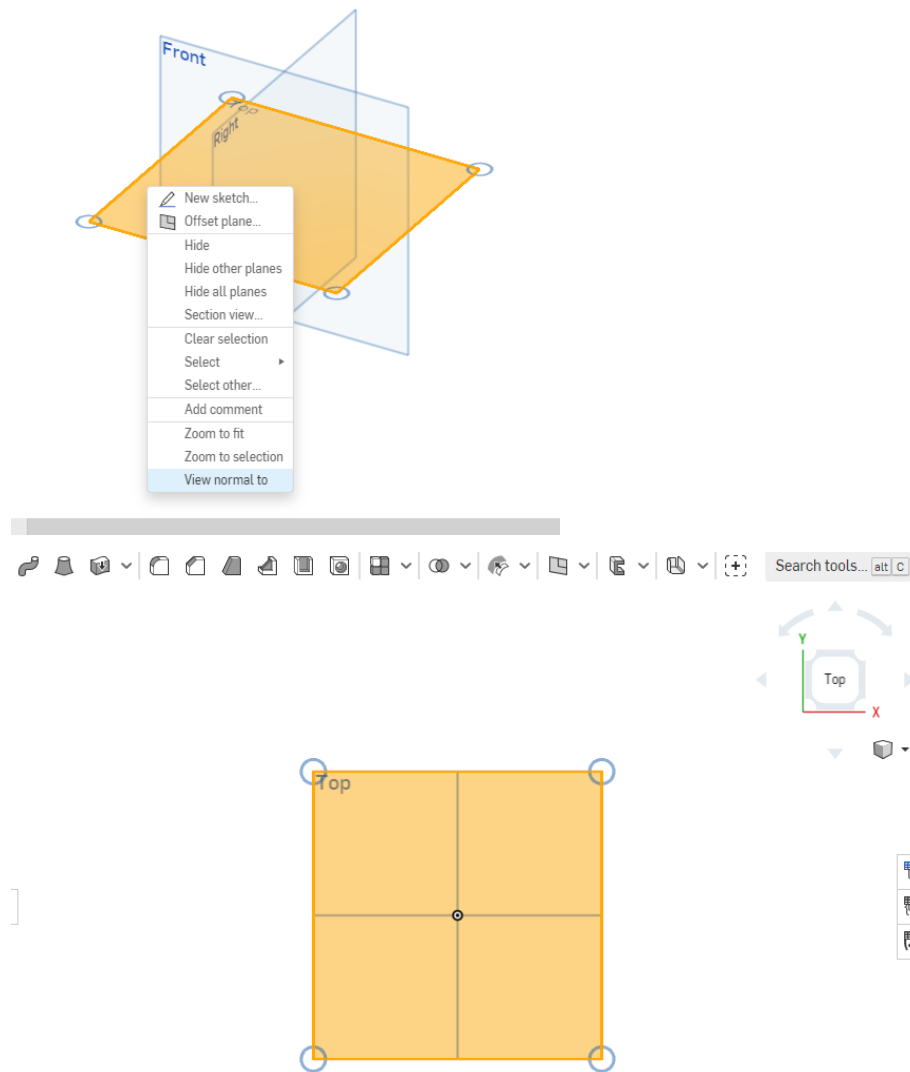 Front
Top
Right
New sketch...
Offset plane...
Hide
Hide other planes
Hide all planes
Section view...
Clear selection
Select
Select other...
Add comment
Zoom to fit
Zoom to selection
View normal to
Search tools... alt C
Y
Top
X
Top